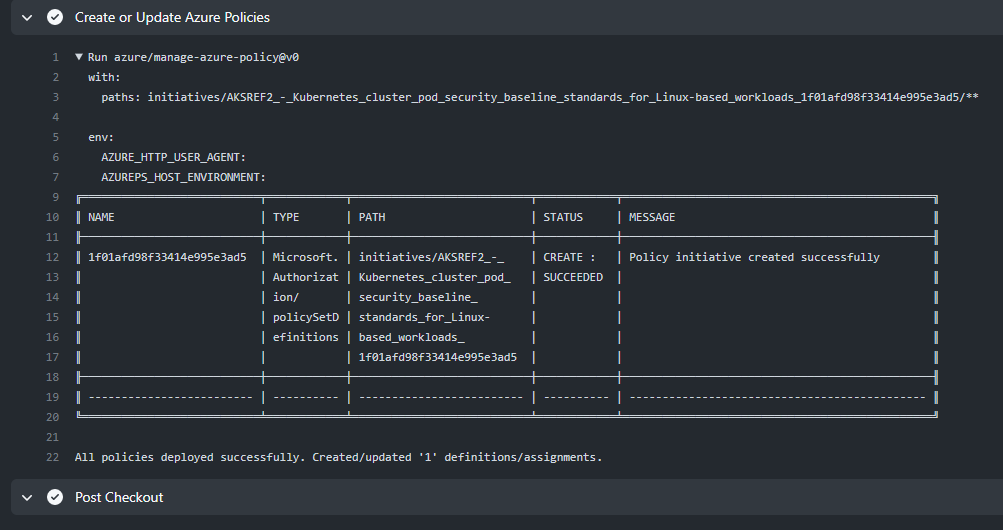 Create or Update Azure Policies
1 ▼ Run azure/manage-azure-policy@v0
2 with:
3 paths: initiatives/AKSREF2_-_Kubernetes_cluster_pod_security_baseline_standards_for_Linux-based_workloads_1f01afd98f33414e995e3ad5/**
4
5 env:
6 AZURE_HTTP_USER_AGENT:
7 AZUREPS_HOST_ENVIRONMENT:
9
10 NAME | TYPE | PATH | STATUS | MESSAGE
11
12 1f01afd98f33414e995e3ad5 | Microsoft. | initiatives/AKSREF2_-_ | CREATE : | Policy initiative created successfully
13 | Authorizat | Kubernetes_cluster_pod_ | SUCCEEDED |
14 | ion/ | security_baseline_ | |
15 | policySetD | standards_for_Linux- | |
16 | efinitions | based_workloads_ | |
17 | | 1f01afd98f33414e995e3ad5 | |
18
19 ------------------------- | ---------- | ------------------------- | ---------- | ---------------------------------------------
20
21
22 All policies deployed successfully. Created/updated '1' definitions/assignments.
Post Checkout